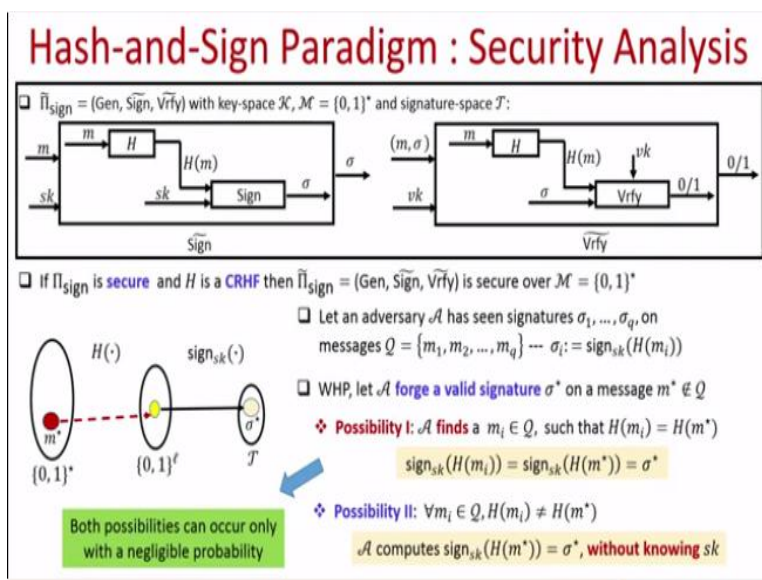 Hash-and-Sign Paradigm : Security Analysis
❑ Π̃sign = (Gen, S̃ign, Ṽrfy) with key-space 𝒦, ℳ = {0, 1}* and signature-space 𝒯:
m
m
H
H(m)
sk
sk
Sign
σ
σ
S̃ign
(m, σ)
m
H
H(m)
vk
vk
σ
Vrfy
0/1
0/1
Ṽrfy
❑ If Πsign is secure and H is a CRHF then Π̃sign = (Gen, S̃ign, Ṽrfy) is secure over ℳ = {0, 1}*
H(·)
signsk(·)
m*
σ*
{0, 1}*
{0, 1}ℓ
𝒯
Both possibilities can occur only
with a negligible probability
❑ Let an adversary 𝒜 has seen signatures σ1, … , σq, on
messages Q = {m1, m2, … , mq} --- σi := signsk(H(mi))
❑ WHP, let 𝒜 forge a valid signature σ* on a message m* ∉ Q
❖ Possibility I: 𝒜 finds a mi ∈ Q, such that H(mi) = H(m*)
signsk(H(mi)) = signsk(H(m*)) = σ*
❖ Possibility II: ∀mi ∈ Q, H(mi) ≠ H(m*)
𝒜 computes signsk(H(m*)) = σ*, without knowing sk